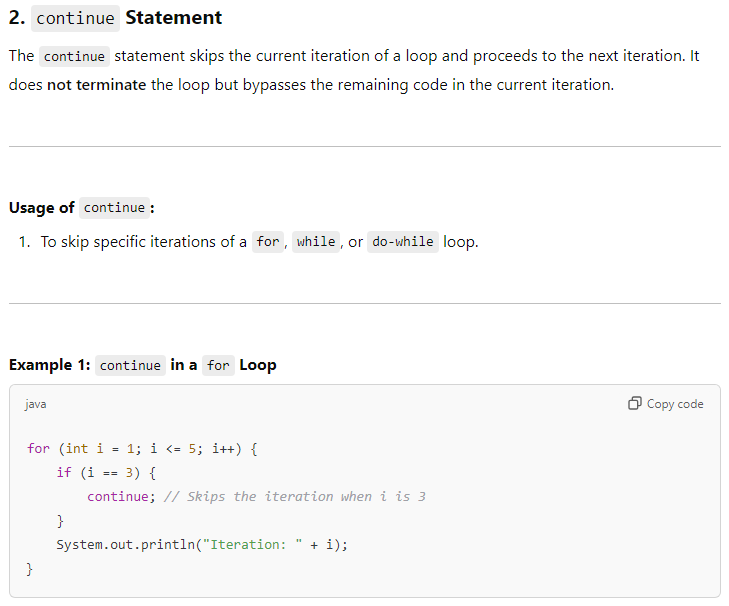 2. continue Statement
The continue statement skips the current iteration of a loop and proceeds to the next iteration. It
does not terminate the loop but bypasses the remaining code in the current iteration.
Usage of continue:
1. To skip specific iterations of a for, while, or do-while loop.
Example 1: continue in a for Loop
java
Copy code
for (int i = 1; i <= 5; i++) {
    if (i == 3) {
        continue; // Skips the iteration when i is 3
    }
    System.out.println("Iteration: " + i);
}